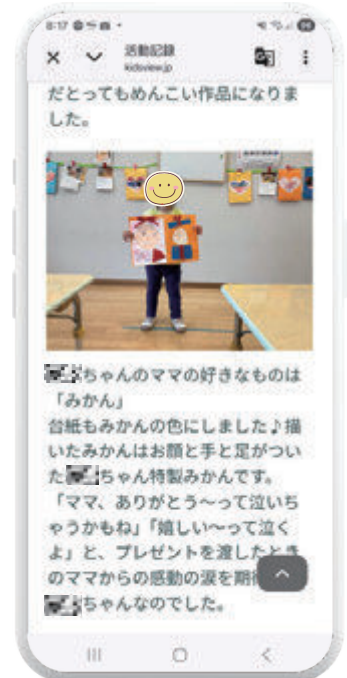 8:17
活動記録
kidsview.jp
だとってもめんこい作品になりま
した。
ちゃんのママの好きなものは
「みかん」
台紙もみかんの色にしました♪描
いたみかんはお顔と手と足がつい
たちゃん特製みかんです。
「ママ、ありがとう～って泣いち
ゃうかもね」「嬉しい～って泣く
よ」と、プレゼントを渡したとき
のママからの感動の涙を期
ちゃんなのでした。